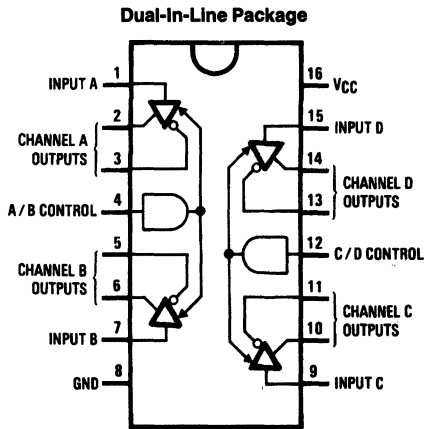 Dual-In-Line Package
INPUT A
1
2
CHANNEL A
OUTPUTS
3
A/B CONTROL
4
5
CHANNEL B
OUTPUTS
6
INPUT B
7
GND
8
16
VCC
15
INPUT D
14
CHANNEL D
OUTPUTS
13
12
C/D CONTROL
11
CHANNEL C
OUTPUTS
10
9
INPUT C